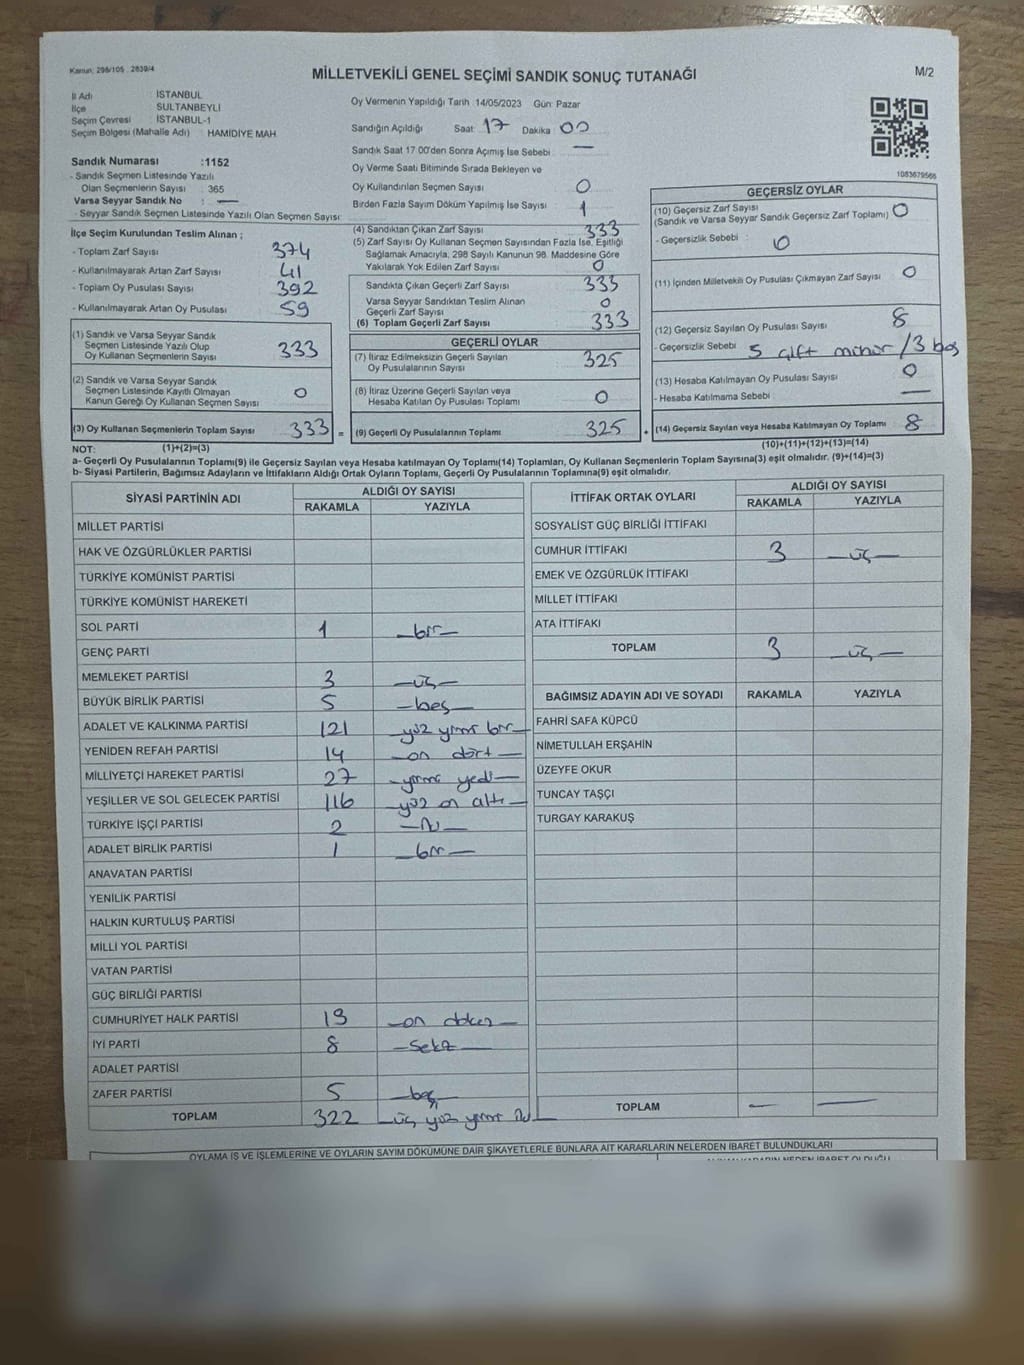 Kanun: 298/105 , 2839/4
MİLLETVEKİLİ GENEL SEÇİMİ SANDIK SONUÇ TUTANAĞI
M/2
İl Adı : İSTANBUL
İlçe : SULTANBEYLİ
Seçim Çevresi : İSTANBUL-1
Seçim Bölgesi (Mahalle Adı) : HAMİDİYE MAH.
Sandık Numarası :1152
- Sandık Seçmen Listesinde Yazılı
Olan Seçmenlerin Sayısı : 365
Varsa Seyyar Sandık No : —
- Seyyar Sandık Seçmen Listesinde Yazılı Olan Seçmen Sayısı:
Oy Vermenin Yapıldığı Tarih 14/05/2023 Gün: Pazar
Sandığın Açıldığı Saat 17 Dakika 00
Sandık Saat 17:00'den Sonra Açımış İse Sebebi : —
Oy Verme Saati Bitiminde Sırada Bekleyen ve
Oy Kullandırılan Seçmen Sayısı 0
Birden Fazla Sayım Döküm Yapılmış İse Sayısı : 1
1083679566
İlçe Seçim Kurulundan Teslim Alınan ;
- Toplam Zarf Sayısı : 374
- Kullanılmayarak Artan Zarf Sayısı : 41
- Toplam Oy Pusulası Sayısı : 392
- Kullanılmayarak Artan Oy Pusulası : 59
(4) Sandıktan Çıkan Zarf Sayısı : 333
(5) Zarf Sayısı Oy Kullanan Seçmen Sayısından Fazla İse, Eşitliği
Sağlamak Amacıyla, 298 Sayılı Kanunun 98. Maddesine Göre
Yakılarak Yok Edilen Zarf Sayısı : 0
Sandıkta Çıkan Geçerli Zarf Sayısı : 333
Varsa Seyyar Sandıktan Teslim Alınan
Geçerli Zarf Sayısı : 0
(6) Toplam Geçerli Zarf Sayısı : 333
GEÇERSİZ OYLAR
(10) Geçersiz Zarf Sayısı
(Sandık ve Varsa Seyyar Sandık Geçersiz Zarf Toplamı) : 0
- Geçersizlik Sebebi : 0
(11) İçinden Milletvekili Oy Pusulası Çıkmayan Zarf Sayısı : 0
(12) Geçersiz Sayılan Oy Pusulası Sayısı : 8
- Geçersizlik Sebebi : 5 çift mühür / 3 boş
(13) Hesaba Katılmayan Oy Pusulası Sayısı : 0
- Hesaba Katılmama Sebebi : —
(14) Geçersiz Sayılan veya Hesaba Katılmayan Oy Toplamı 8
(10)+(11)+(12)+(13)=(14)
(1) Sandık ve Varsa Seyyar Sandık
Seçmen Listesinde Yazılı Olup
Oy Kullanan Seçmenlerin Sayısı : 333
(2) Sandık ve Varsa Seyyar Sandık
Seçmen Listesinde Kayıtlı Olmayan
Kanun Gereği Oy Kullanan Seçmen Sayısı : 0
(3) Oy Kullanan Seçmenlerin Toplam Sayısı : 333 =
GEÇERLİ OYLAR
(7) İtiraz Edilmeksizin Geçerli Sayılan
Oy Pusulalarının Sayısı : 325
(8) İtiraz Üzerine Geçerli Sayılan veya
Hesaba Katılan Oy Pusulası Toplamı : 0
(9) Geçerli Oy Pusulalarının Toplamı : 325 +
NOT: (1)+(2)=(3)
a- Geçerli Oy Pusulalarının Toplamı(9) ile Geçersiz Sayılan veya Hesaba katılmayan Oy Toplamı(14) Toplamları, Oy Kullanan Seçmenlerin Toplam Sayısına(3) eşit olmalıdır. (9)+(14)=(3)
b- Siyasi Partilerin, Bağımsız Adayların ve İttifakların Aldığı Ortak Oyların Toplamı, Geçerli Oy Pusulalarının Toplamına(9) eşit olmalıdır.
SİYASİ PARTİNİN ADI ALDIĞI OY SAYISI
RAKAMLA YAZIYLA
MİLLET PARTİSİ
HAK VE ÖZGÜRLÜKLER PARTİSİ
TÜRKİYE KOMÜNİST PARTİSİ
TÜRKİYE KOMÜNİST HAREKETİ
SOL PARTİ 1 —bir—
GENÇ PARTİ
MEMLEKET PARTİSİ 3 —üç—
BÜYÜK BİRLİK PARTİSİ 5 —beş—
ADALET VE KALKINMA PARTİSİ 121 —yüz yirmi bir—
YENİDEN REFAH PARTİSİ 14 —on dört—
MİLLİYETÇİ HAREKET PARTİSİ 27 —yirmi yedi—
YEŞİLLER VE SOL GELECEK PARTİSİ 116 —yüz on altı—
TÜRKİYE İŞÇİ PARTİSİ 2 —iki—
ADALET BİRLİK PARTİSİ 1 —bir—
ANAVATAN PARTİSİ
YENİLİK PARTİSİ
HALKIN KURTULUŞ PARTİSİ
MİLLİ YOL PARTİSİ
VATAN PARTİSİ
GÜÇ BİRLİĞİ PARTİSİ
CUMHURİYET HALK PARTİSİ 19 —on dokuz—
İYİ PARTİ 8 —sekiz—
ADALET PARTİSİ
ZAFER PARTİSİ 5 —beş—
TOPLAM 322 —üç yüz yirmi iki—
İTTİFAK ORTAK OYLARI ALDIĞI OY SAYISI
RAKAMLA YAZIYLA
SOSYALİST GÜÇ BİRLİĞİ İTTİFAKI
CUMHUR İTTİFAKI 3 —üç—
EMEK VE ÖZGÜRLÜK İTTİFAKI
MİLLET İTTİFAKI
ATA İTTİFAKI
TOPLAM 3 —üç—
BAĞIMSIZ ADAYIN ADI VE SOYADI RAKAMLA YAZIYLA
FAHRİ SAFA KÜPCÜ
NİMETULLAH ERŞAHİN
ÜZEYFE OKUR
TUNCAY TAŞÇI
TURGAY KARAKUŞ
TOPLAM — —
OYLAMA İŞ VE İŞLEMLERİNE VE OYLARIN SAYIM DÖKÜMÜNE DAİR ŞİKAYETLERLE BUNLARA AİT KARARLARIN NELERDEN İBARET BULUNDUKLARI